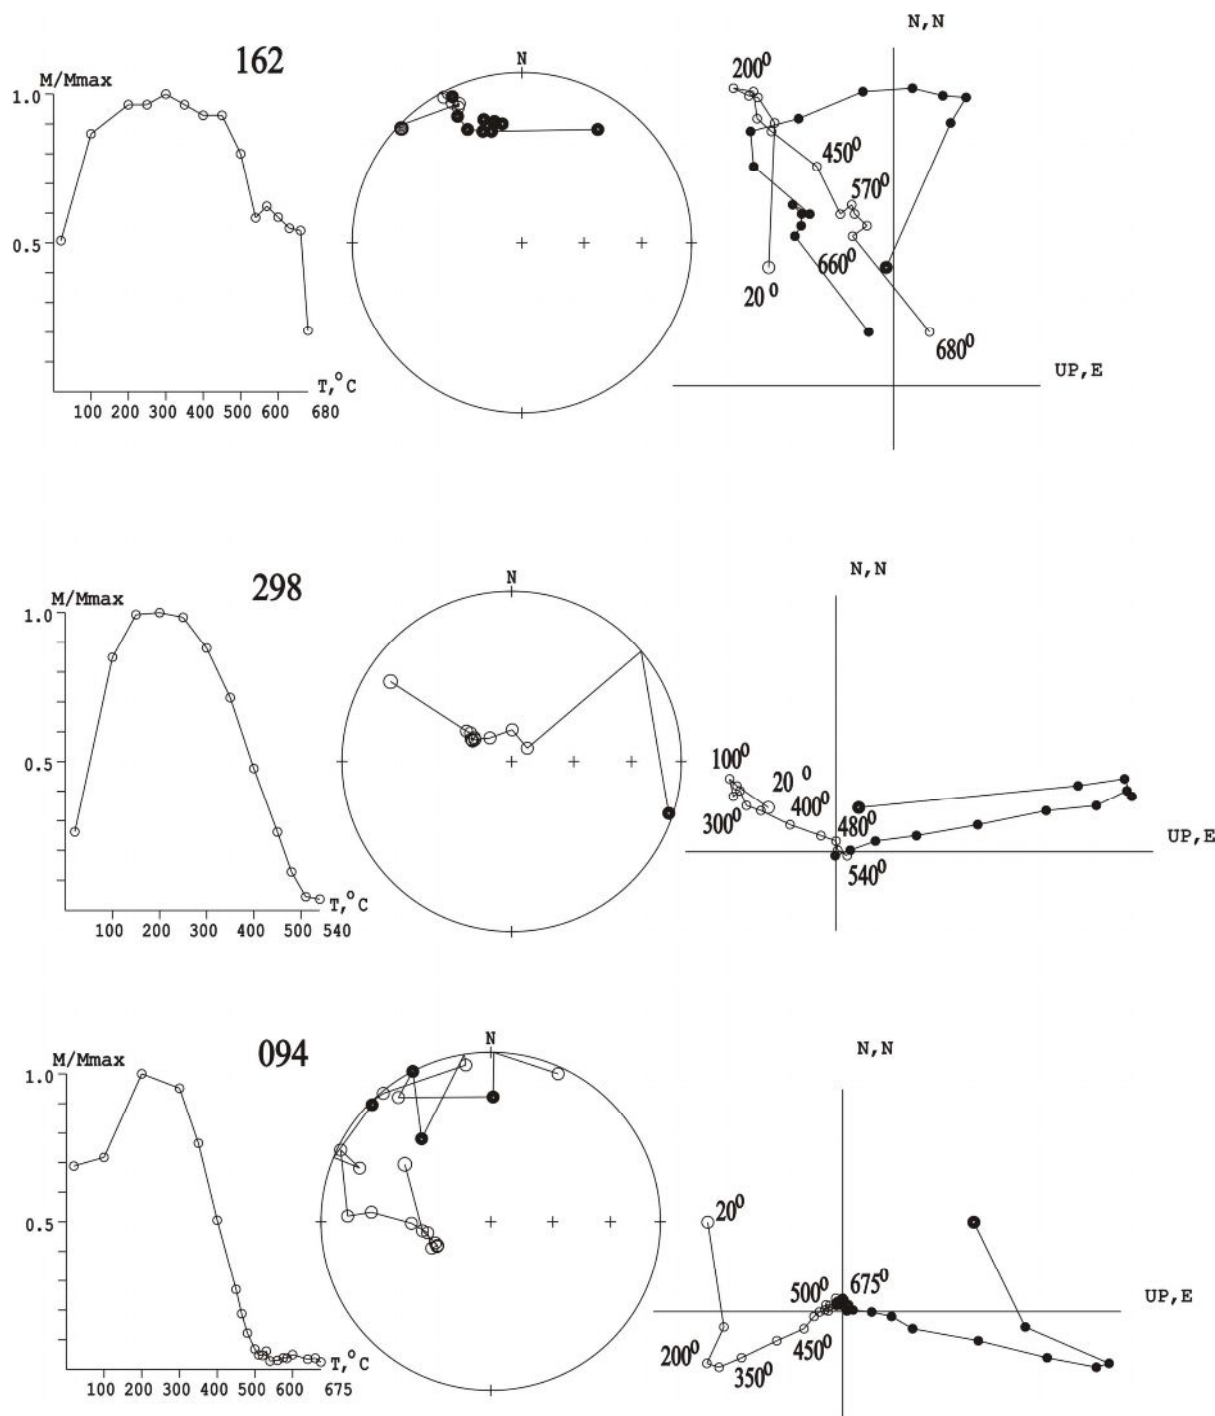 162
N,N
M/Mmax
N
200⁰
1.0
450⁰
570⁰
0.5
660⁰
20⁰
680⁰
UP,E
T,°C
100 200 300 400 500 600 680
N,N
298
M/Mmax
N
1.0
0.5
100⁰
20⁰
400⁰
480⁰
300⁰
UP,E
540⁰
T,°C
100 200 300 400 500 540
094
N,N
M/Mmax
N
1.0
0.5
20⁰
500⁰
675⁰
UP,E
200⁰
450⁰
350⁰
T,°C
100 200 300 400 500 600 675